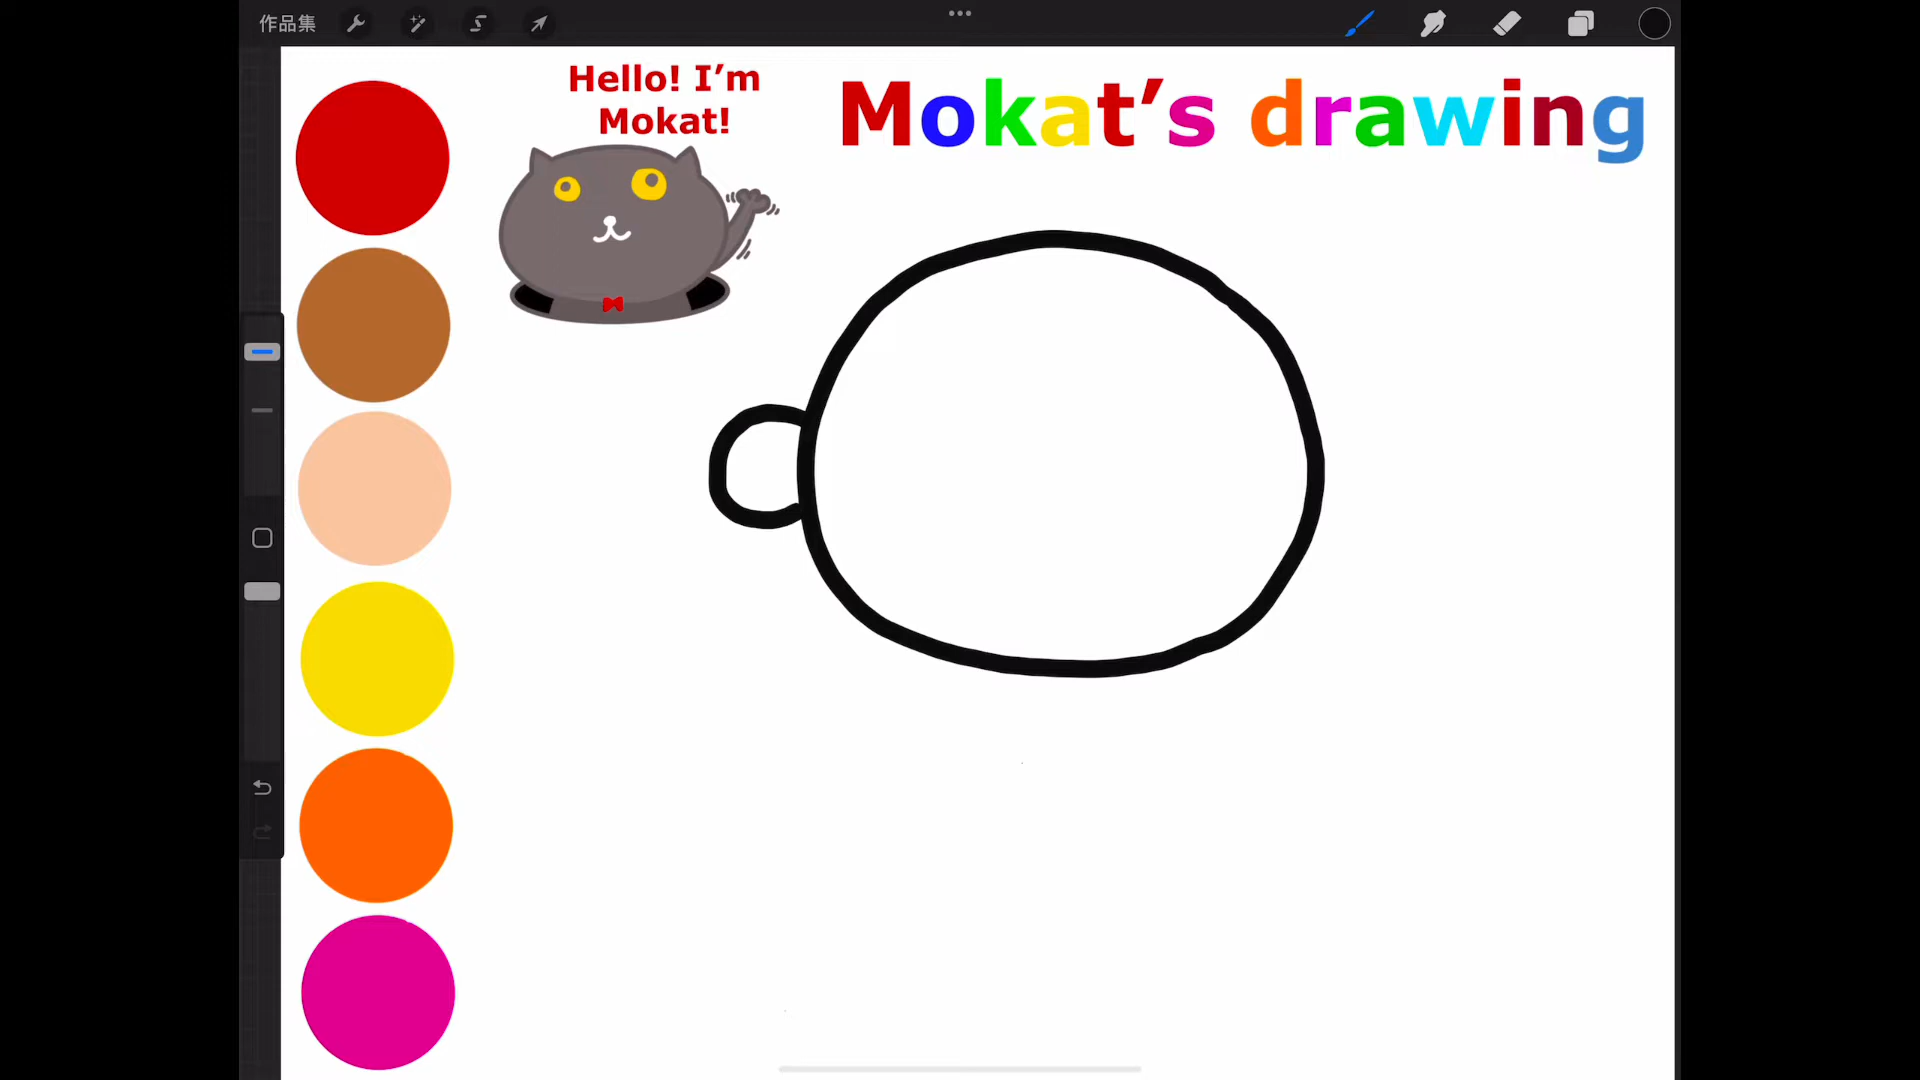 作品集
Hello! I’m
Mokat!
Mokat’s drawing